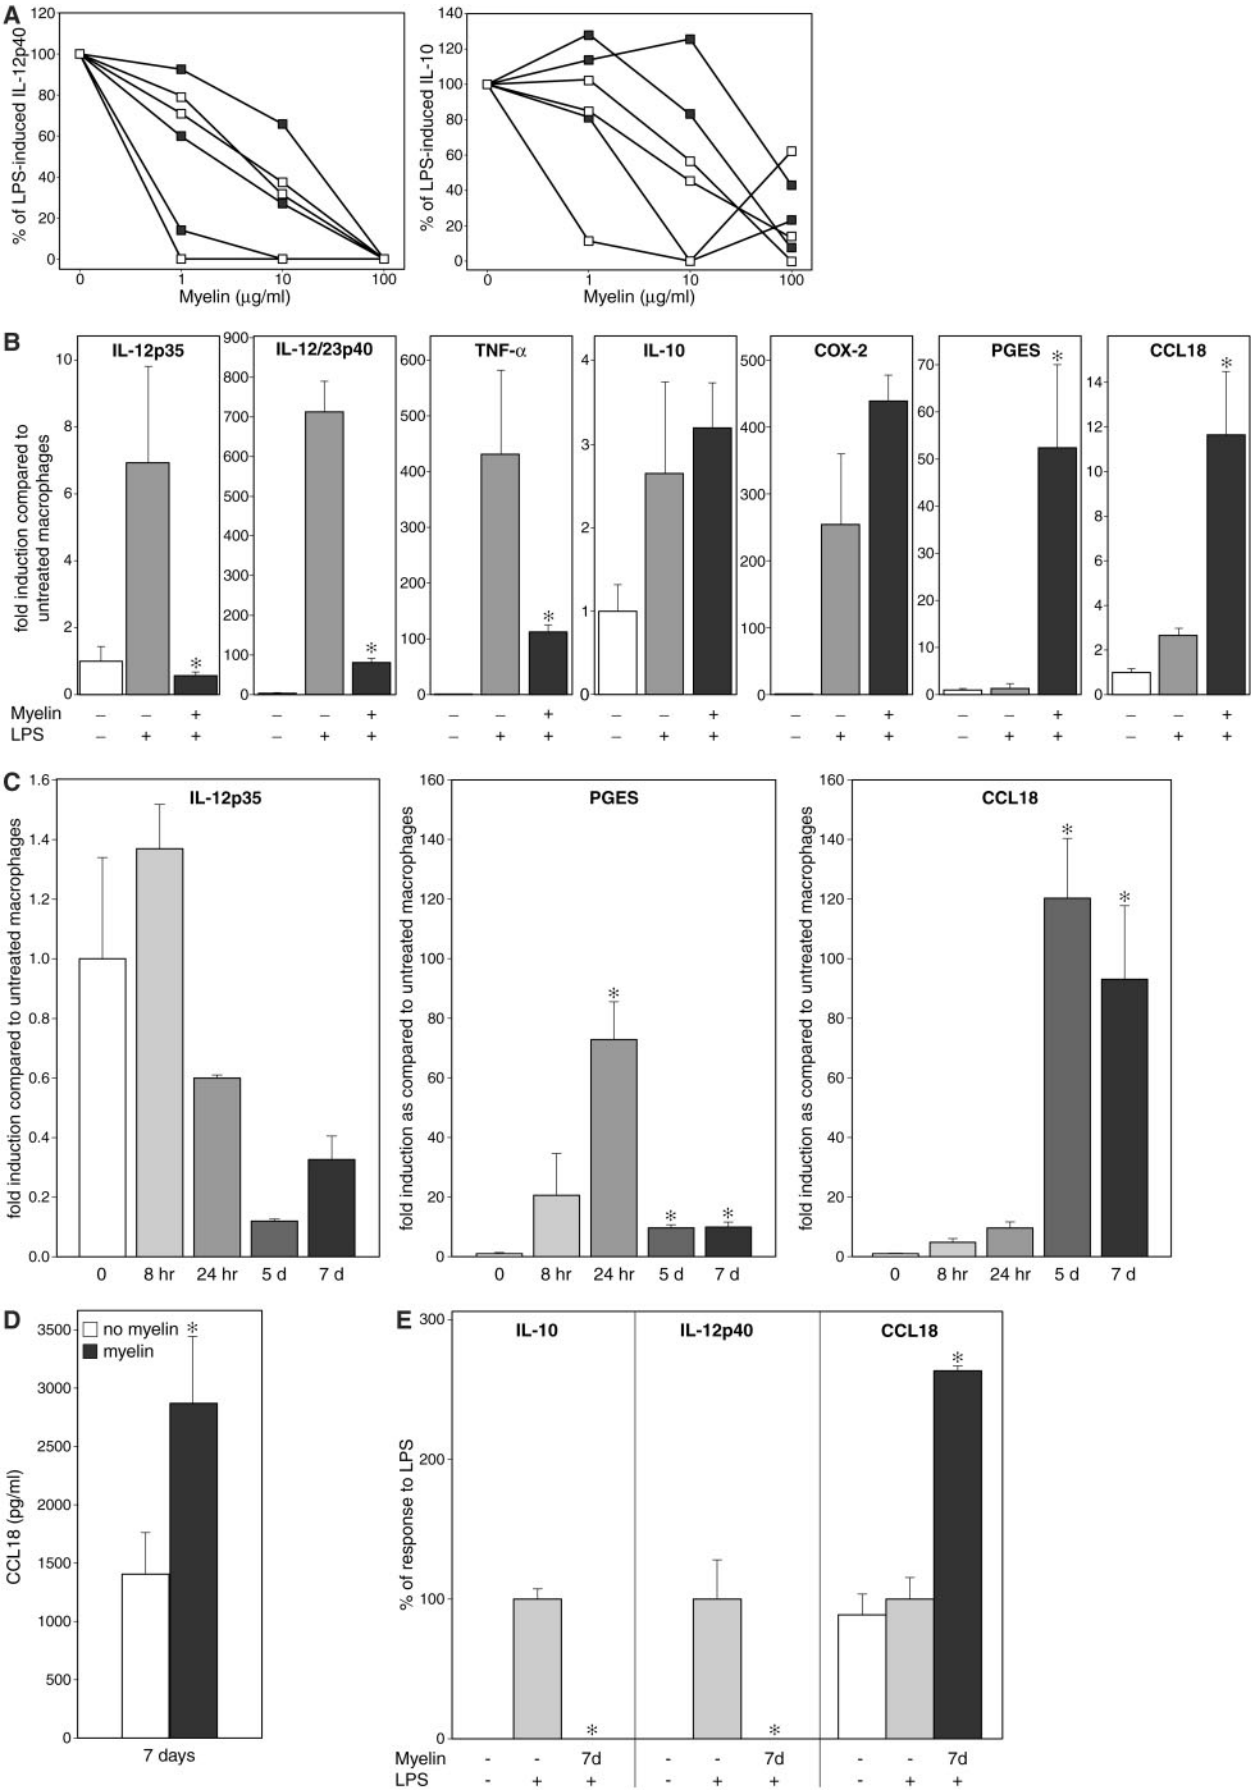 A
% of LPS-induced IL-12p40
120
100
80
60
40
20
0
0 1 10 100
Myelin (μg/ml)
% of LPS-induced IL-10
140
120
100
80
60
40
20
0
0 1 10 100
Myelin (μg/ml)
B
fold induction compared to
untreated macrophages
IL-12p35
10
8
6
4
2
0
*
IL-12/23p40
900
800
700
600
500
400
300
200
100
0
*
TNF-α
600
500
400
300
200
100
0
*
IL-10
4
3
2
1
0
COX-2
500
400
300
200
100
0
PGES
70
60
50
40
30
20
10
0
*
CCL18
14
12
10
8
6
4
2
0
*
Myelin – – + – – + – – + – – + – – + – – + – – +
LPS – + + – + + – + + – + + – + + – + + – + +
C
fold induction compared to untreated macrophages
IL-12p35
1.6
1.4
1.2
1.0
0.8
0.6
0.4
0.2
0.0
0 8 hr 24 hr 5 d 7 d
fold induction as compared to untreated macrophages
PGES
160
140
120
100
80
60
40
20
0
* * *
0 8 hr 24 hr 5 d 7 d
fold induction as compared to untreated macrophages
CCL18
160
140
120
100
80
60
40
20
0
* *
0 8 hr 24 hr 5 d 7 d
D
CCL18 (pg/ml)
no myelin
myelin
*
3500
3000
2500
2000
1500
1000
500
0
7 days
E
% of response to LPS
300
200
100
0
IL-10
*
IL-12p40
*
CCL18
*
Myelin - - 7d - - 7d - - 7d
LPS - + + - + + - + +